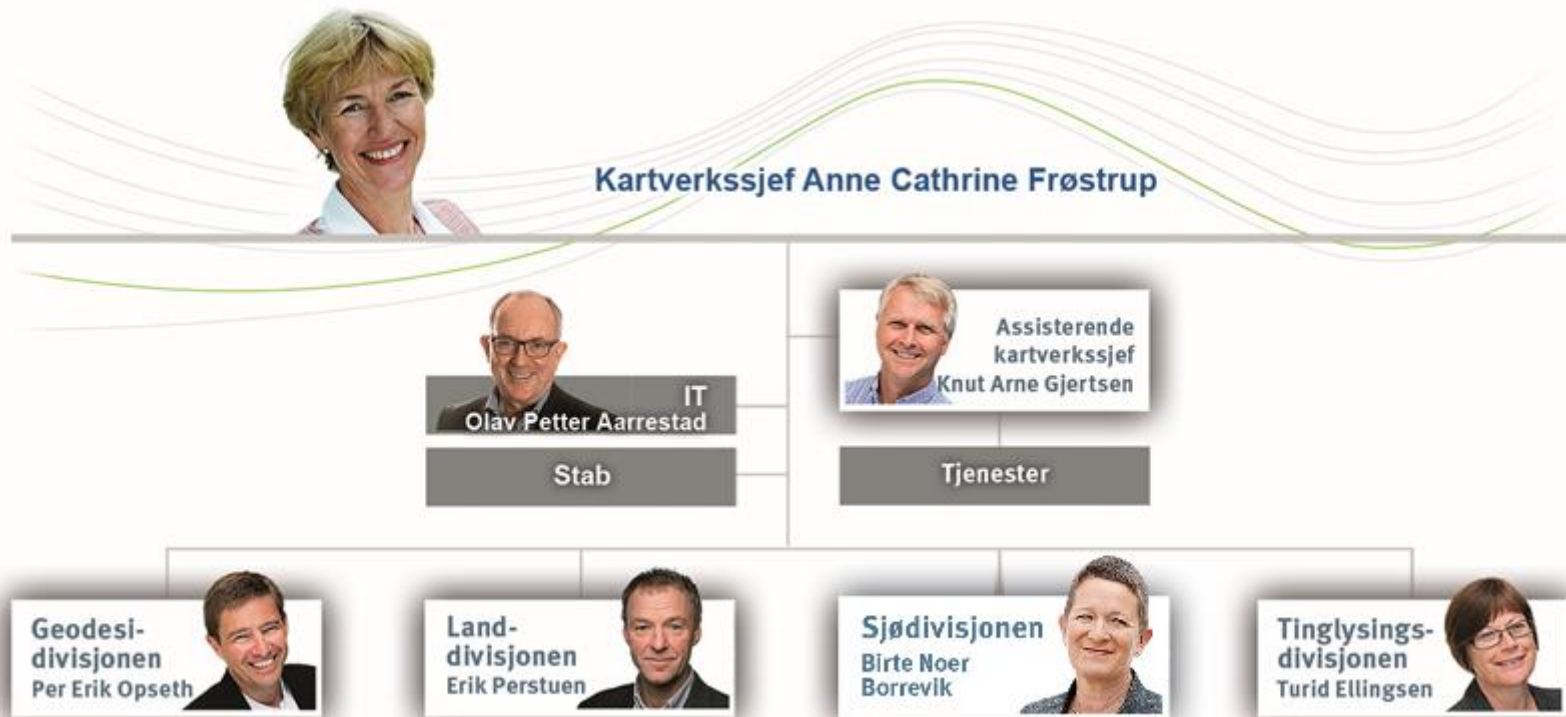 Kartverkssjef Anne Cathrine Frøstrup
Assisterende
kartverkssjef
Knut Arne Gjertsen
IT
Olav Petter Aarrestad
Stab
Tjenester
Geodesi-
divisjonen
Per Erik Opseth
Land-
divisjonen
Erik Perstuen
Sjødivisjonen
Birte Noer
Borrevik
Tinglysings-
divisjonen
Turid Ellingsen